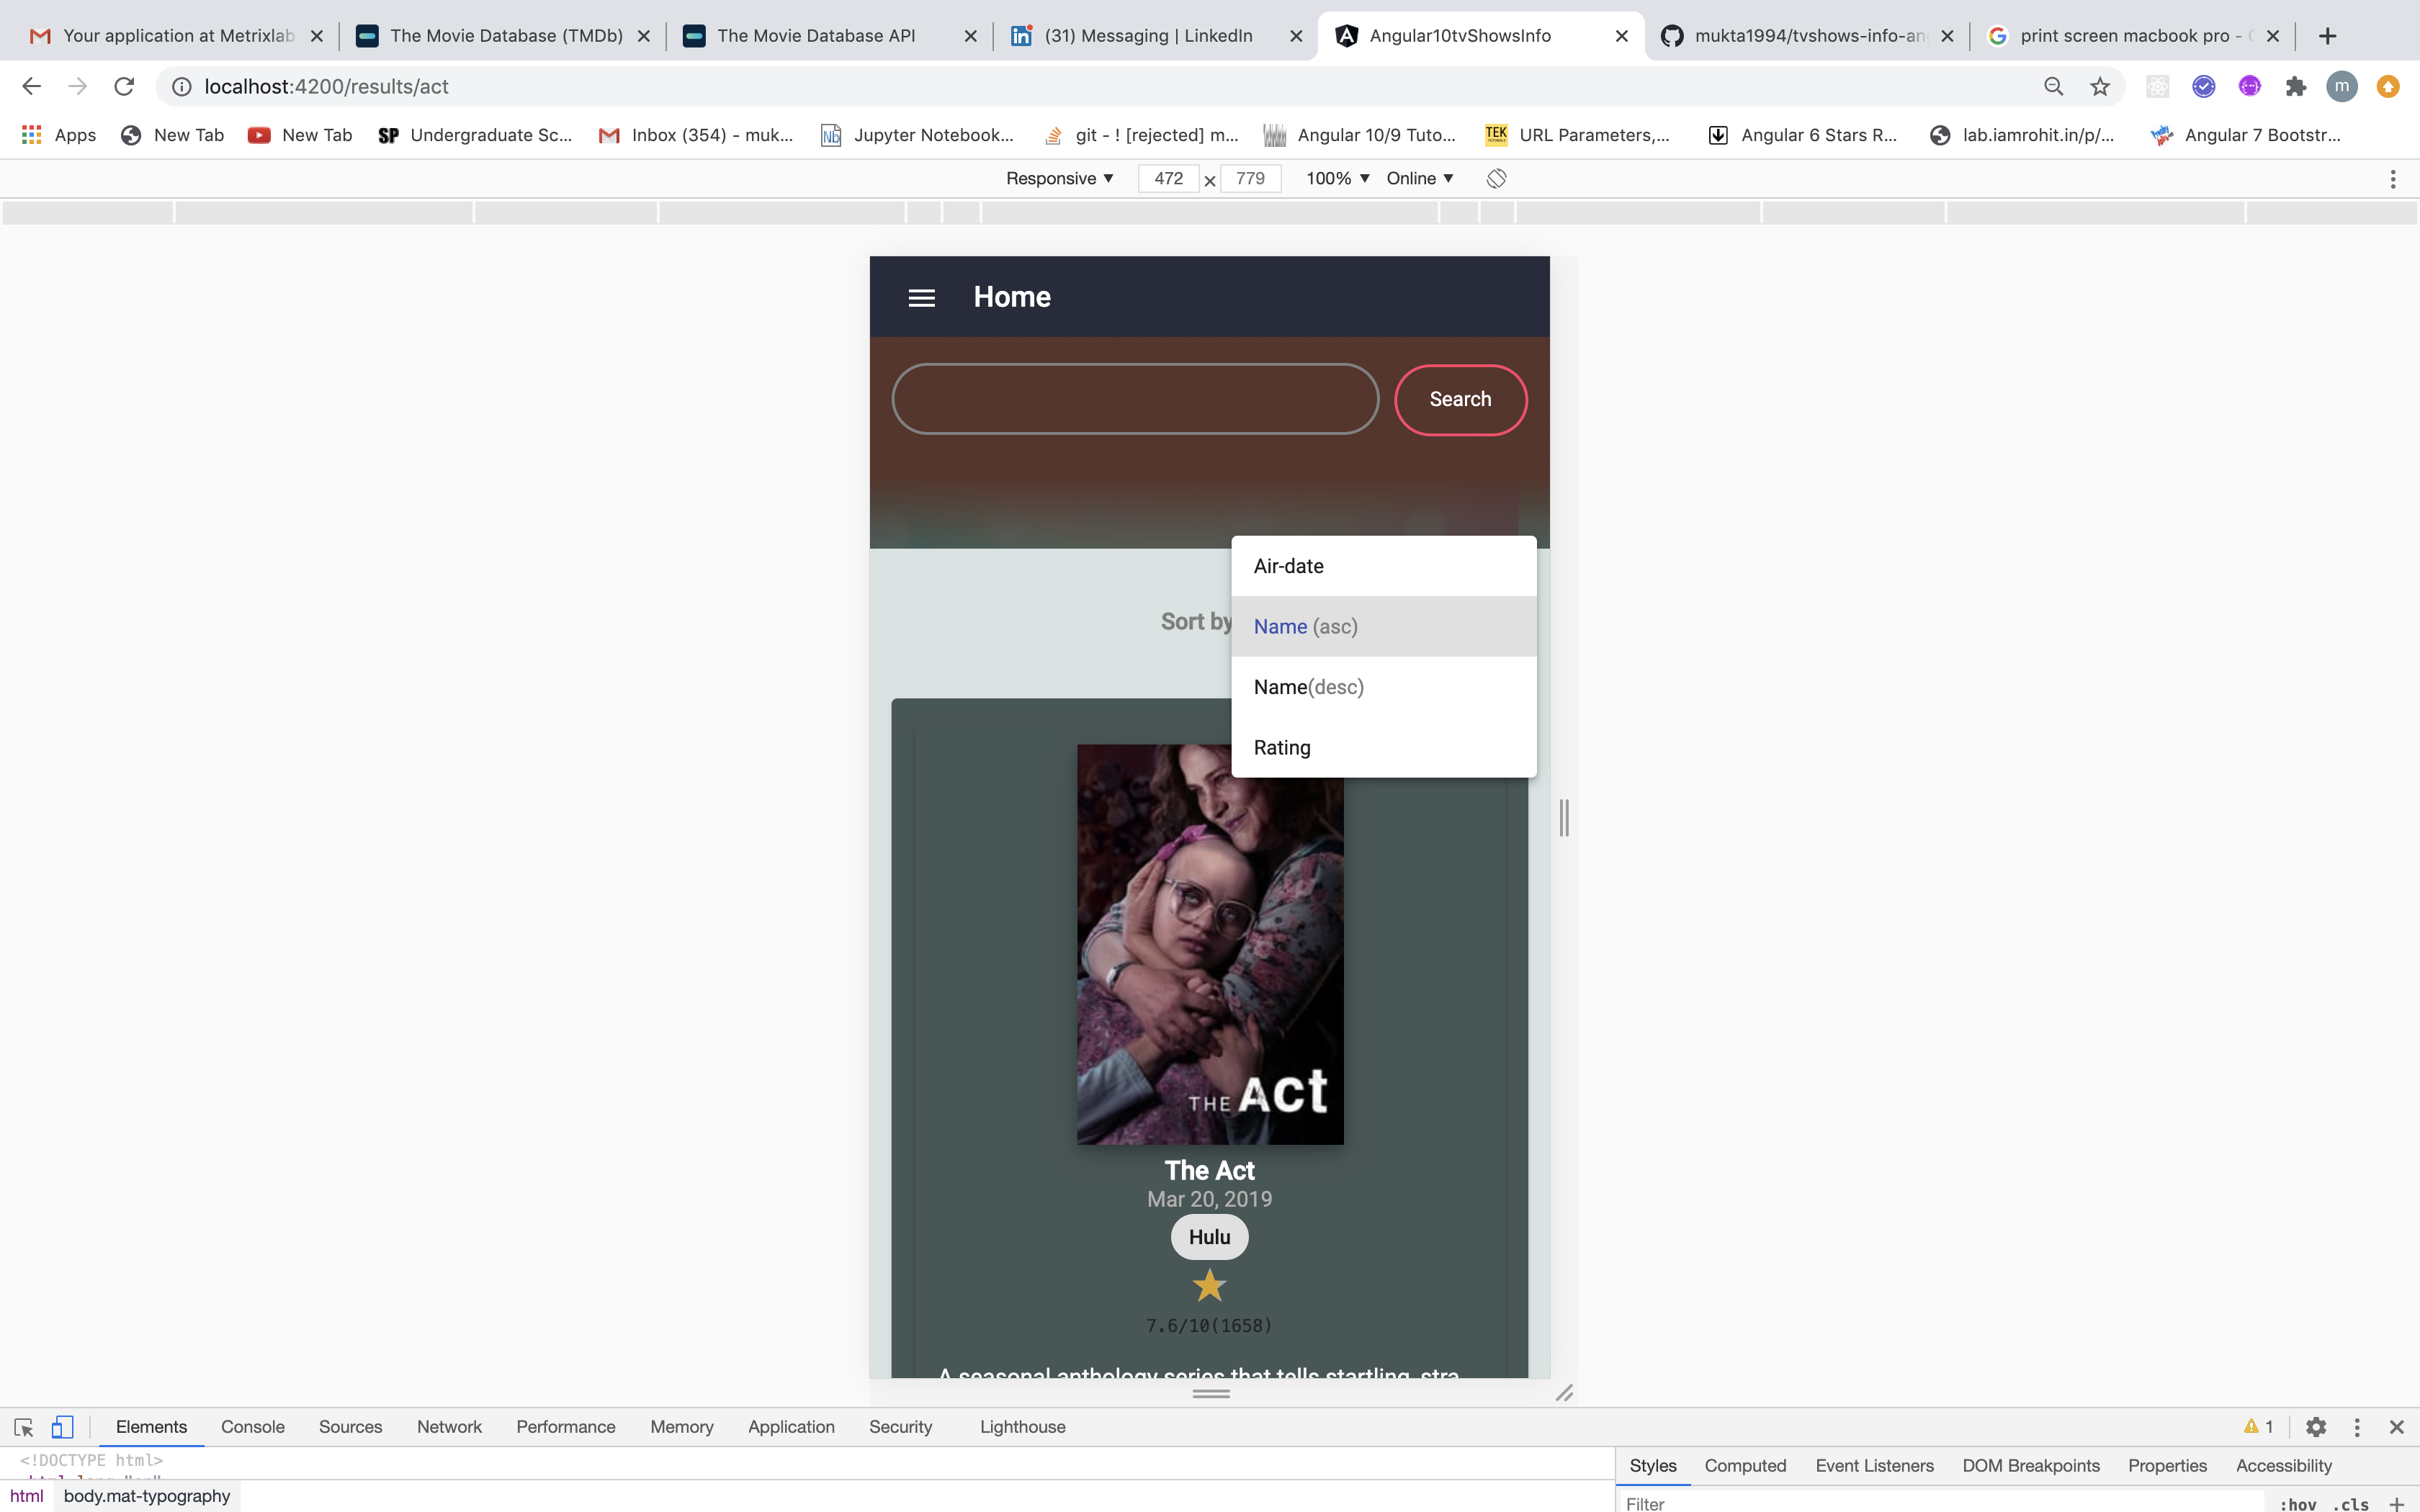 Your application at Metrixlab
The Movie Database (TMDb)
The Movie Database API
(31) Messaging | LinkedIn
Angular10tvShowsInfo
mukta1994/tvshows-info-an
print screen macbook pro -
localhost:4200/results/act
m
Apps
New Tab
New Tab
SP Undergraduate Sc...
Inbox (354) - muk...
Nb Jupyter Notebook...
git - ! [rejected] m...
Angular 10/9 Tuto...
TEK URL Parameters,...
Angular 6 Stars R...
lab.iamrohit.in/p/...
Angular 7 Bootstr...
Responsive ▼ 472 × 779 100% ▼ Online ▼
Home
Search
Air-date
Sort by
Name (asc)
Name(desc)
Rating
THE ACT
The Act
Mar 20, 2019
Hulu
7.6/10(1658)
A seasonal anthology series that tells startling, stra
Elements Console Sources Network Performance Memory Application Security Lighthouse 1
<!DOCTYPE html>
<html lang="en"
html body.mat-typography
Styles Computed Event Listeners DOM Breakpoints Properties Accessibility
Filter :hov .cls +